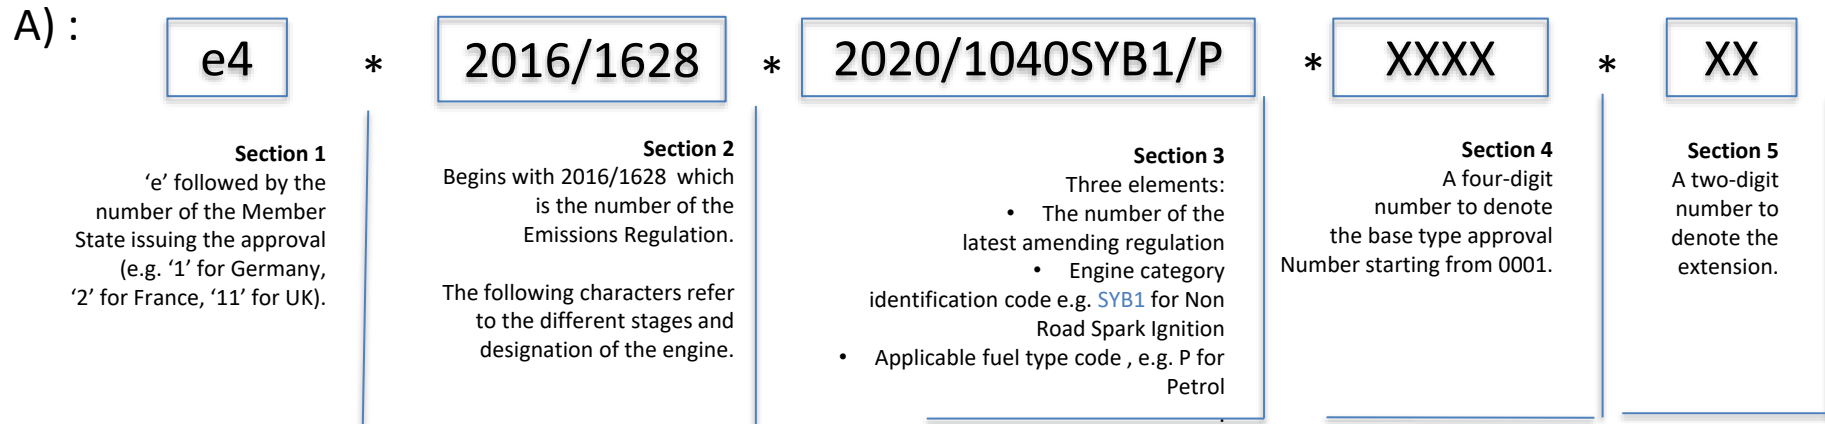 A) :
e4 * 2016/1628 * 2020/1040SYB1/P * XXXX * XX
Section 1
‘e’ followed by the
number of the Member
State issuing the approval
(e.g. ‘1’ for Germany,
‘2’ for France, ‘11’ for UK).
Section 2
Begins with 2016/1628 which
is the number of the
Emissions Regulation.
The following characters refer
to the different stages and
designation of the engine.
Section 3
Three elements:
• The number of the
latest amending regulation
• Engine category
identification code e.g. SYB1 for Non
Road Spark Ignition
• Applicable fuel type code , e.g. P for
Petrol
.
Section 4
A four-digit
number to denote
the base type approval
Number starting from 0001.
Section 5
A two-digit
number to
denote the
extension.